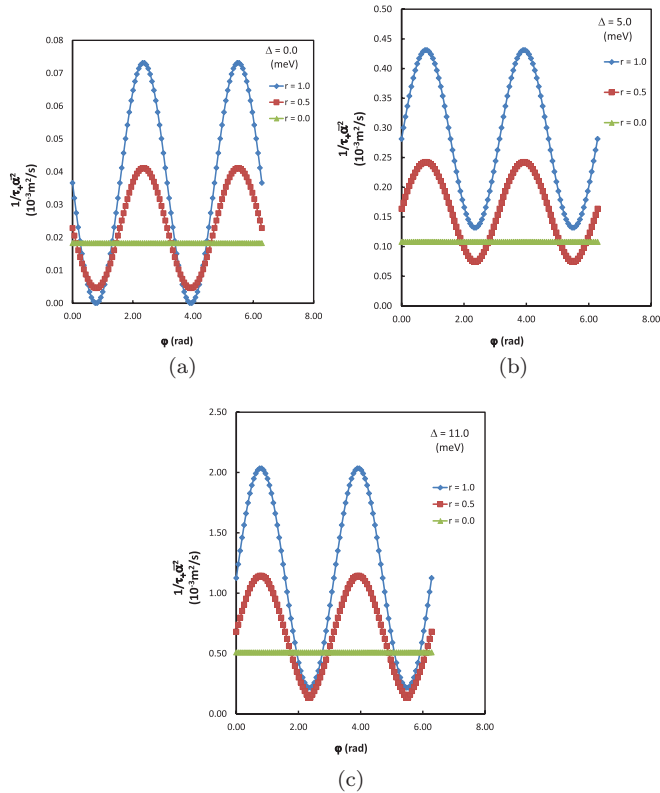 0.08
0.07
0.06
0.05
0.04
0.03
0.02
0.01
0.00
0.00 2.00 4.00 6.00 8.00
1/τ₊α̅²
(10⁻³m²/s)
φ (rad)
Δ = 0.0
(meV)
r = 1.0
r = 0.5
r = 0.0
(a)
0.50
0.45
0.40
0.35
0.30
0.25
0.20
0.15
0.10
0.05
0.00
0.00 2.00 4.00 6.00 8.00
1/τ₊α̅²
(10⁻³m²/s)
φ (rad)
Δ = 5.0
(meV)
r = 1.0
r = 0.5
r = 0.0
(b)
2.50
2.00
1.50
1.00
0.50
0.00
0.00 2.00 4.00 6.00 8.00
1/τ₊α̅²
(10⁻³m²/s)
φ (rad)
Δ = 11.0
(meV)
r = 1.0
r = 0.5
r = 0.0
(c)